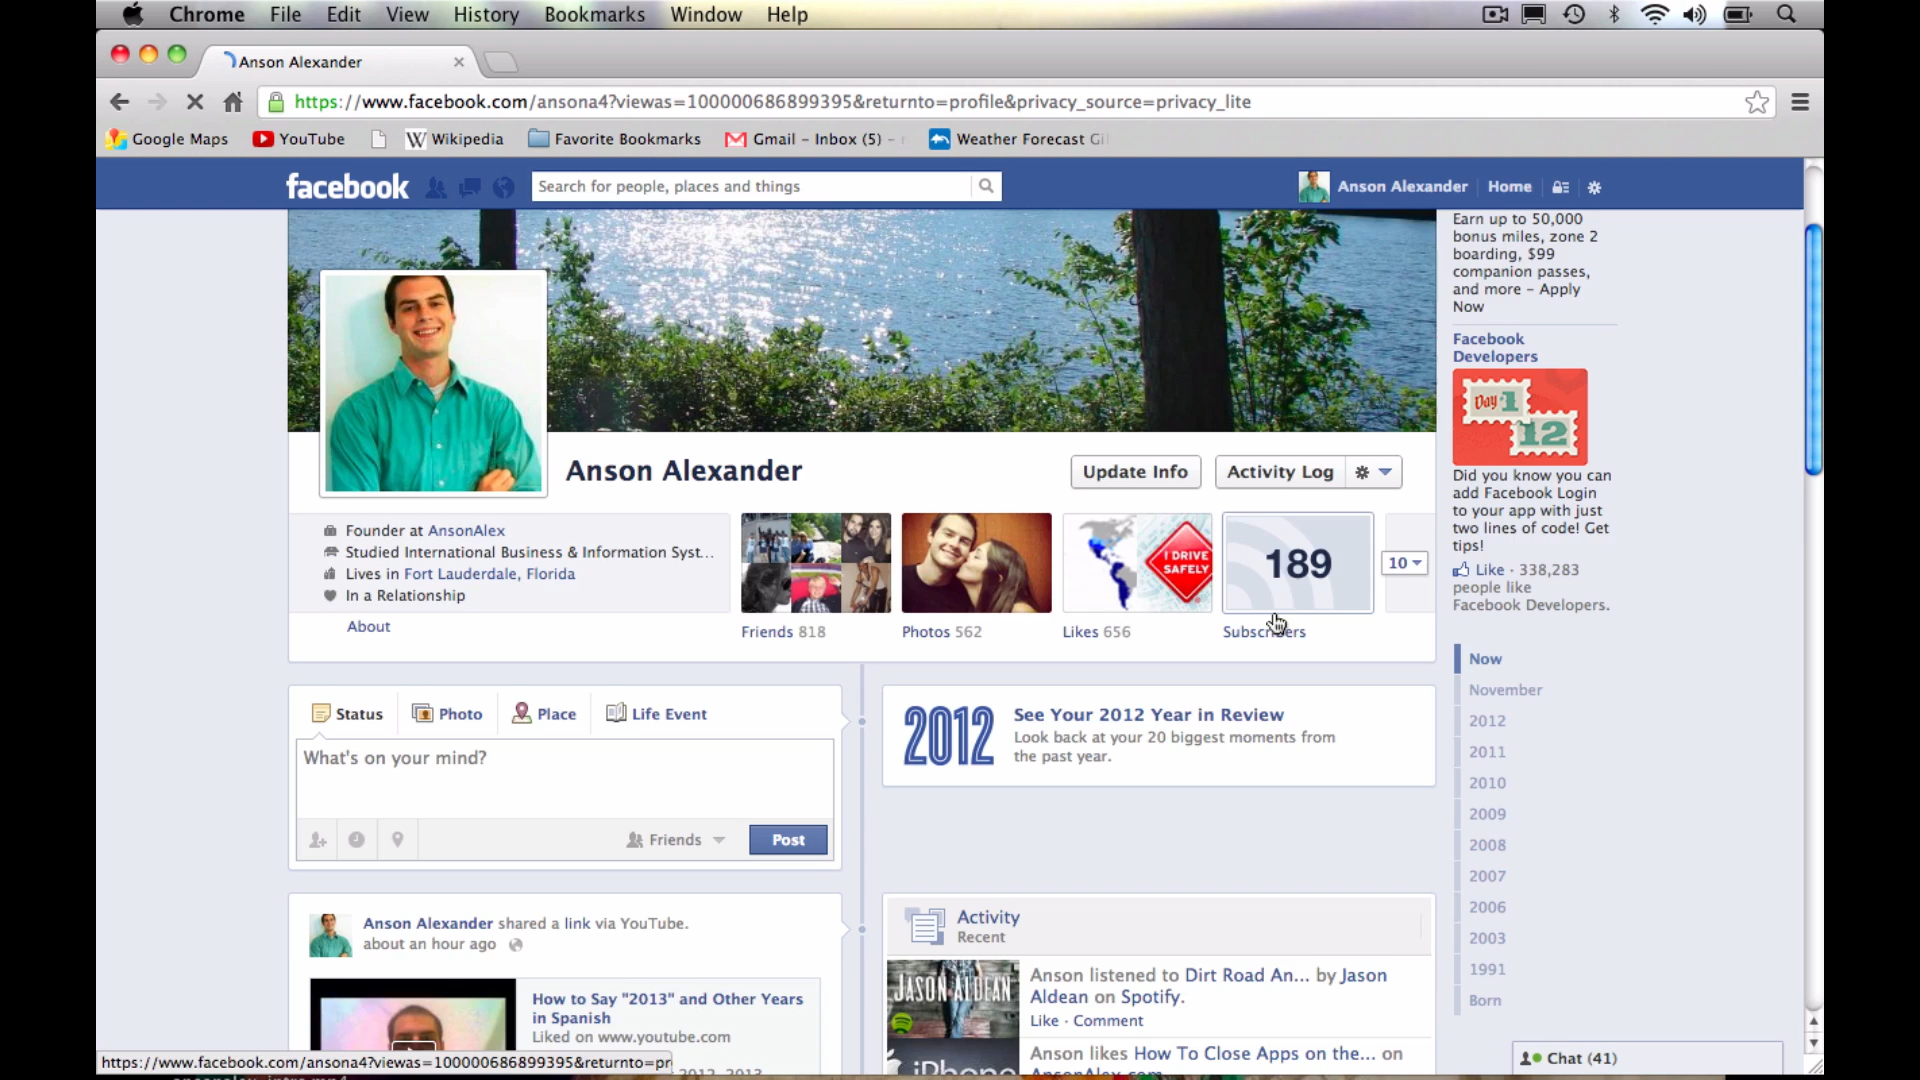 Chrome File Edit View History Bookmarks Window Help
Anson Alexander
https://www.facebook.com/ansona4?viewas=100000686899395&returnto=profile&privacy_source=privacy_lite
Google Maps YouTube Wikipedia Favorite Bookmarks Gmail – Inbox (5) – Weather Forecast Gi
facebook Search for people, places and things Anson Alexander Home
Earn up to 50,000
bonus miles, zone 2
boarding, $99
companion passes,
and more – Apply
Now
Facebook
Developers
Day 1
12
Did you know you can
add Facebook Login
to your app with just
two lines of code! Get
tips!
Like · 338,283
people like
Facebook Developers.
Anson Alexander Update Info Activity Log
Founder at AnsonAlex
Studied International Business & Information Syst...
Lives in Fort Lauderdale, Florida
In a Relationship
About
I DRIVE
SAFELY
189
10
Friends 818 Photos 562 Likes 656 Subscribers
Now
November
2012
2011
2010
2009
2008
2007
2006
2003
1991
Born
Status Photo Place Life Event
What's on your mind?
Friends Post
2012
See Your 2012 Year in Review
Look back at your 20 biggest moments from
the past year.
Anson Alexander shared a link via YouTube.
about an hour ago
How to Say "2013" and Other Years
in Spanish
Liked on www.youtube.com
Activity
Recent
JASON ALDEAN
Anson listened to Dirt Road An... by Jason
Aldean on Spotify.
Like · Comment
Anson likes How To Close Apps on the... on
AnsonAlex.com
iPhone
Chat (41)
https://www.facebook.com/ansona4?viewas=100000686899395&returnto=pr
2012, 2013